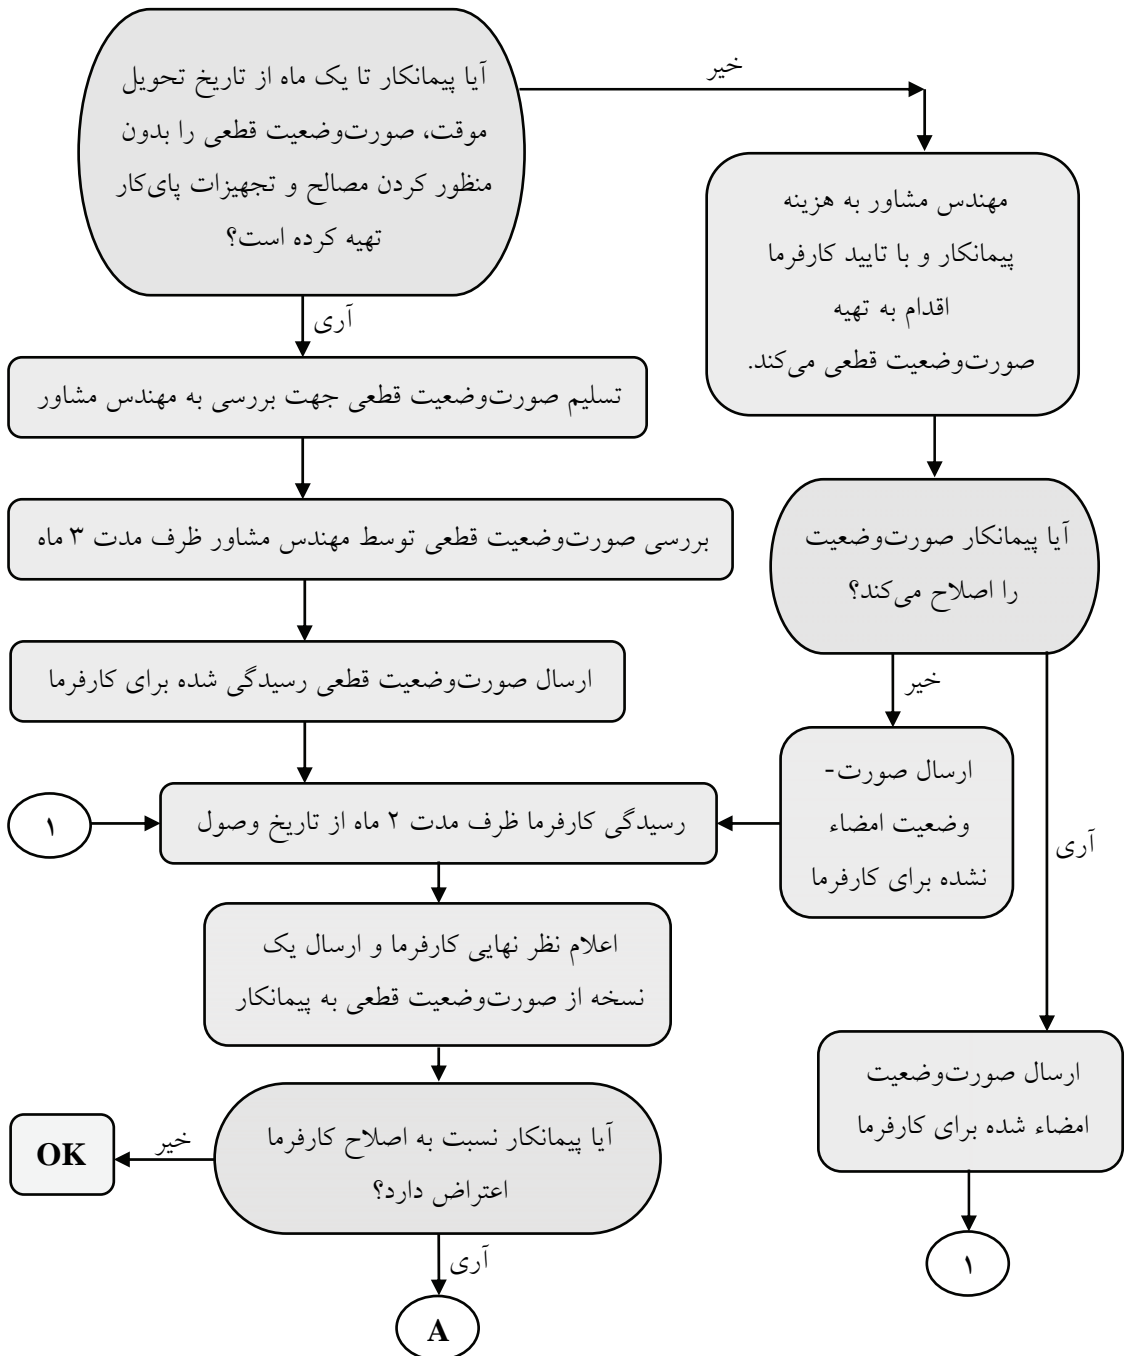 آیا پیمانکار تا یک ماه از تاریخ تحویل
موقت، صورت‌وضعیت قطعی را بدون
منظور کردن مصالح و تجهیزات پای‌کار
تهیه کرده است؟
خیر
مهندس مشاور به هزینه
پیمانکار و با تایید کارفرما
اقدام به تهیه
صورت‌وضعیت قطعی می‌کند.
آری
تسلیم صورت‌وضعیت قطعی جهت بررسی به مهندس مشاور
بررسی صورت‌وضعیت قطعی توسط مهندس مشاور ظرف مدت ۳ ماه
آیا پیمانکار صورت‌وضعیت
را اصلاح می‌کند؟
ارسال صورت‌وضعیت قطعی رسیدگی شده برای کارفرما
خیر
ارسال صورت-
وضعیت امضاء
نشده برای کارفرما
آری
رسیدگی کارفرما ظرف مدت ۲ ماه از تاریخ وصول
۱
اعلام نظر نهایی کارفرما و ارسال یک
نسخه از صورت‌وضعیت قطعی به پیمانکار
ارسال صورت‌وضعیت
امضاء شده برای کارفرما
۱
آیا پیمانکار نسبت به اصلاح کارفرما
اعتراض دارد؟
خیر
OK
آری
A